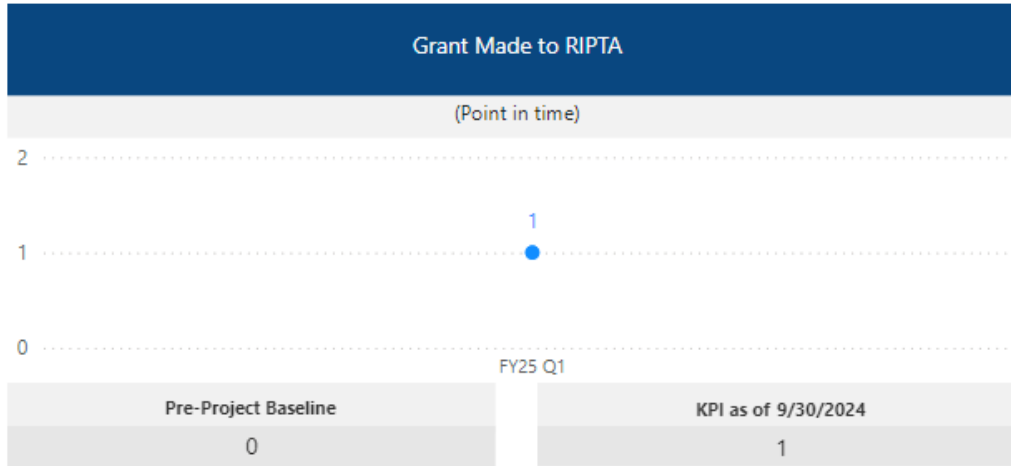 Grant Made to RIPTA
(Point in time)
2
1
1
0
FY25 Q1
Pre-Project Baseline
KPI as of 9/30/2024
0
1